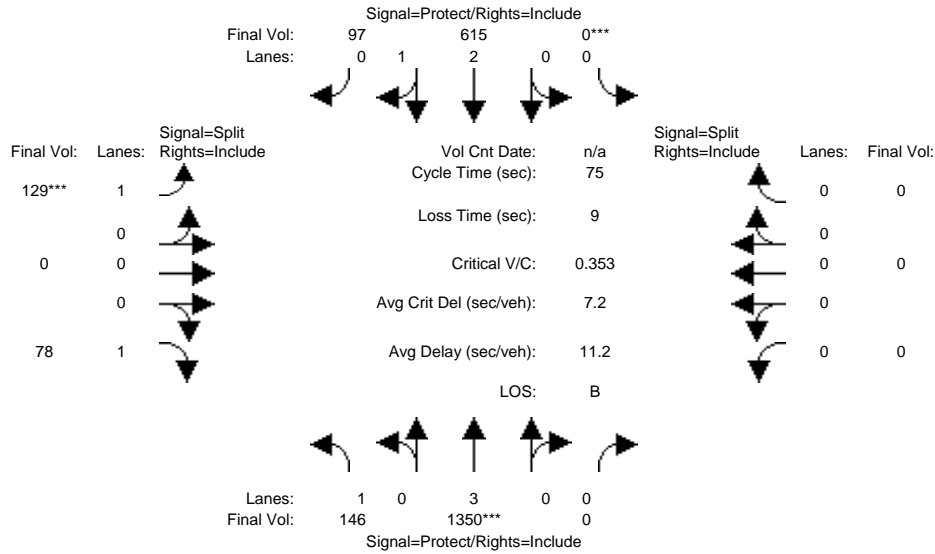 Signal=Protect/Rights=Include
Final Vol: 97 615 0***
Lanes: 0 1 2 0 0
Signal=Split Signal=Split
Final Vol: Lanes: Rights=Include Vol Cnt Date: n/a Rights=Include Lanes: Final Vol:
Cycle Time (sec): 75
129*** 1 0 0
Loss Time (sec): 9
0 0
0 0 Critical V/C: 0.353 0 0
0 Avg Crit Del (sec/veh): 7.2 0
78 1 Avg Delay (sec/veh): 11.2 0 0
LOS: B
Lanes: 1 0 3 0 0
Final Vol: 146 1350*** 0
Signal=Protect/Rights=Include